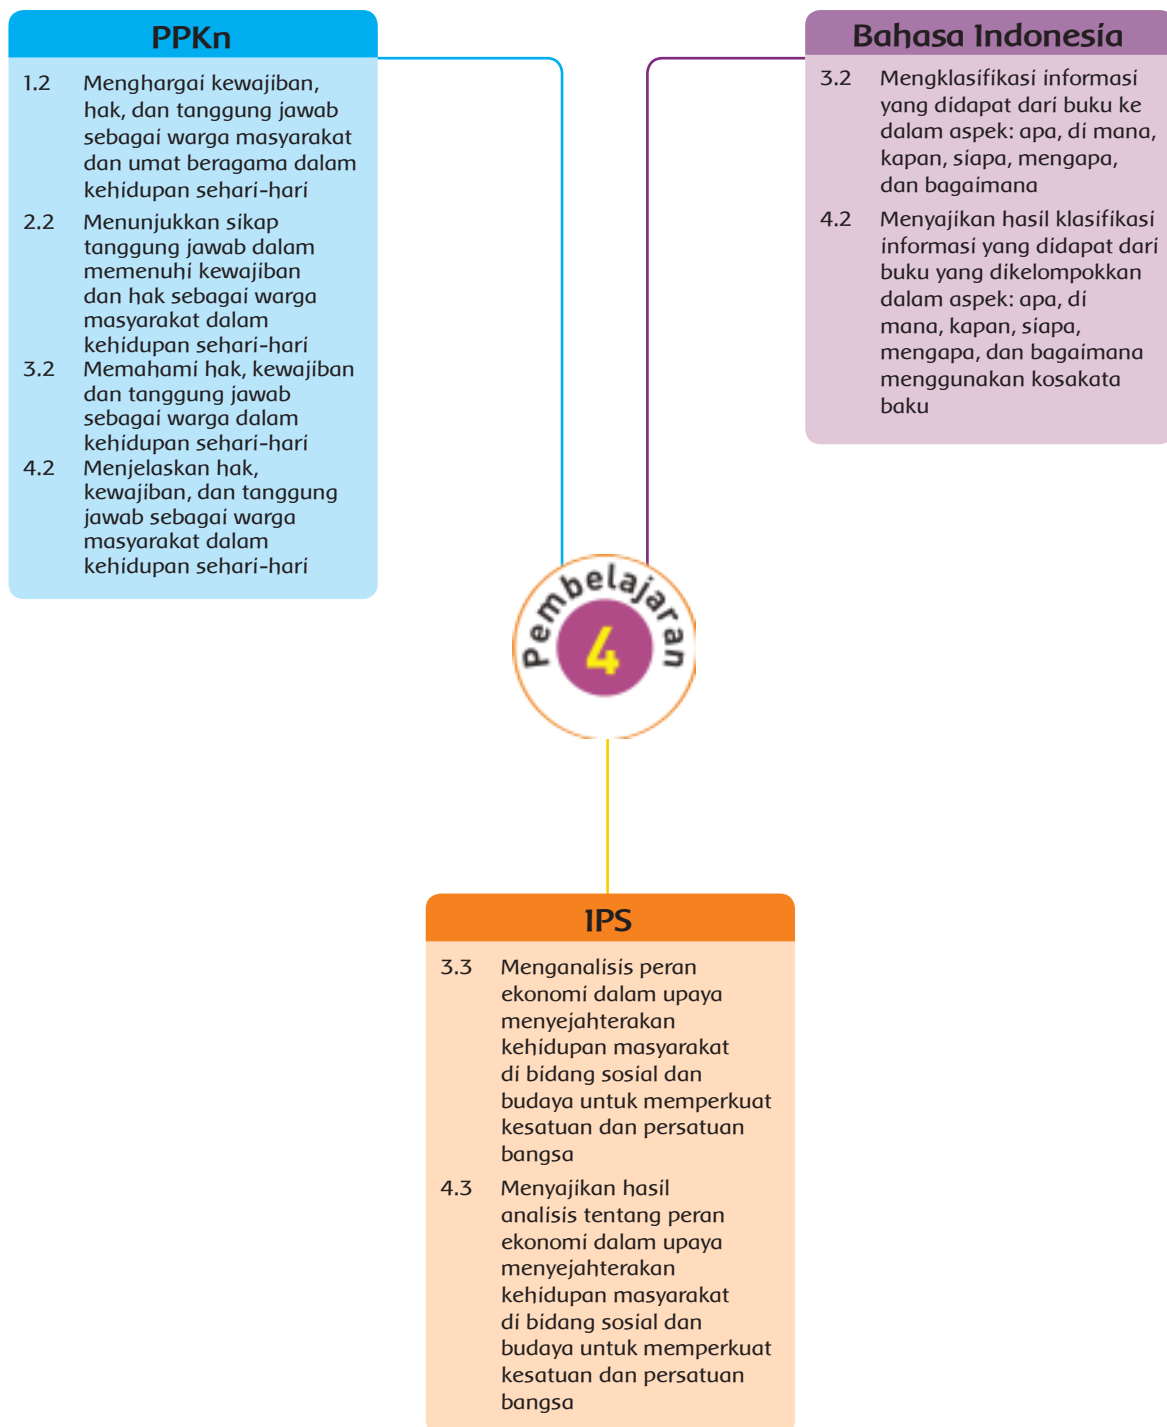 PPKn
1.2 Menghargai kewajiban,
hak, dan tanggung jawab
sebagai warga masyarakat
dan umat beragama dalam
kehidupan sehari-hari
2.2 Menunjukkan sikap
tanggung jawab dalam
memenuhi kewajiban
dan hak sebagai warga
masyarakat dalam
kehidupan sehari-hari
3.2 Memahami hak, kewajiban
dan tanggung jawab
sebagai warga dalam
kehidupan sehari-hari
4.2 Menjelaskan hak,
kewajiban, dan tanggung
jawab sebagai warga
masyarakat dalam
kehidupan sehari-hari
Bahasa Indonesia
3.2 Mengklasifikasi informasi
yang didapat dari buku ke
dalam aspek: apa, di mana,
kapan, siapa, mengapa,
dan bagaimana
4.2 Menyajikan hasil klasifikasi
informasi yang didapat dari
buku yang dikelompokkan
dalam aspek: apa, di
mana, kapan, siapa,
mengapa, dan bagaimana
menggunakan kosakata
baku
Pembelajaran
4
IPS
3.3 Menganalisis peran
ekonomi dalam upaya
menyejahterakan
kehidupan masyarakat
di bidang sosial dan
budaya untuk memperkuat
kesatuan dan persatuan
bangsa
4.3 Menyajikan hasil
analisis tentang peran
ekonomi dalam upaya
menyejahterakan
kehidupan masyarakat
di bidang sosial dan
budaya untuk memperkuat
kesatuan dan persatuan
bangsa